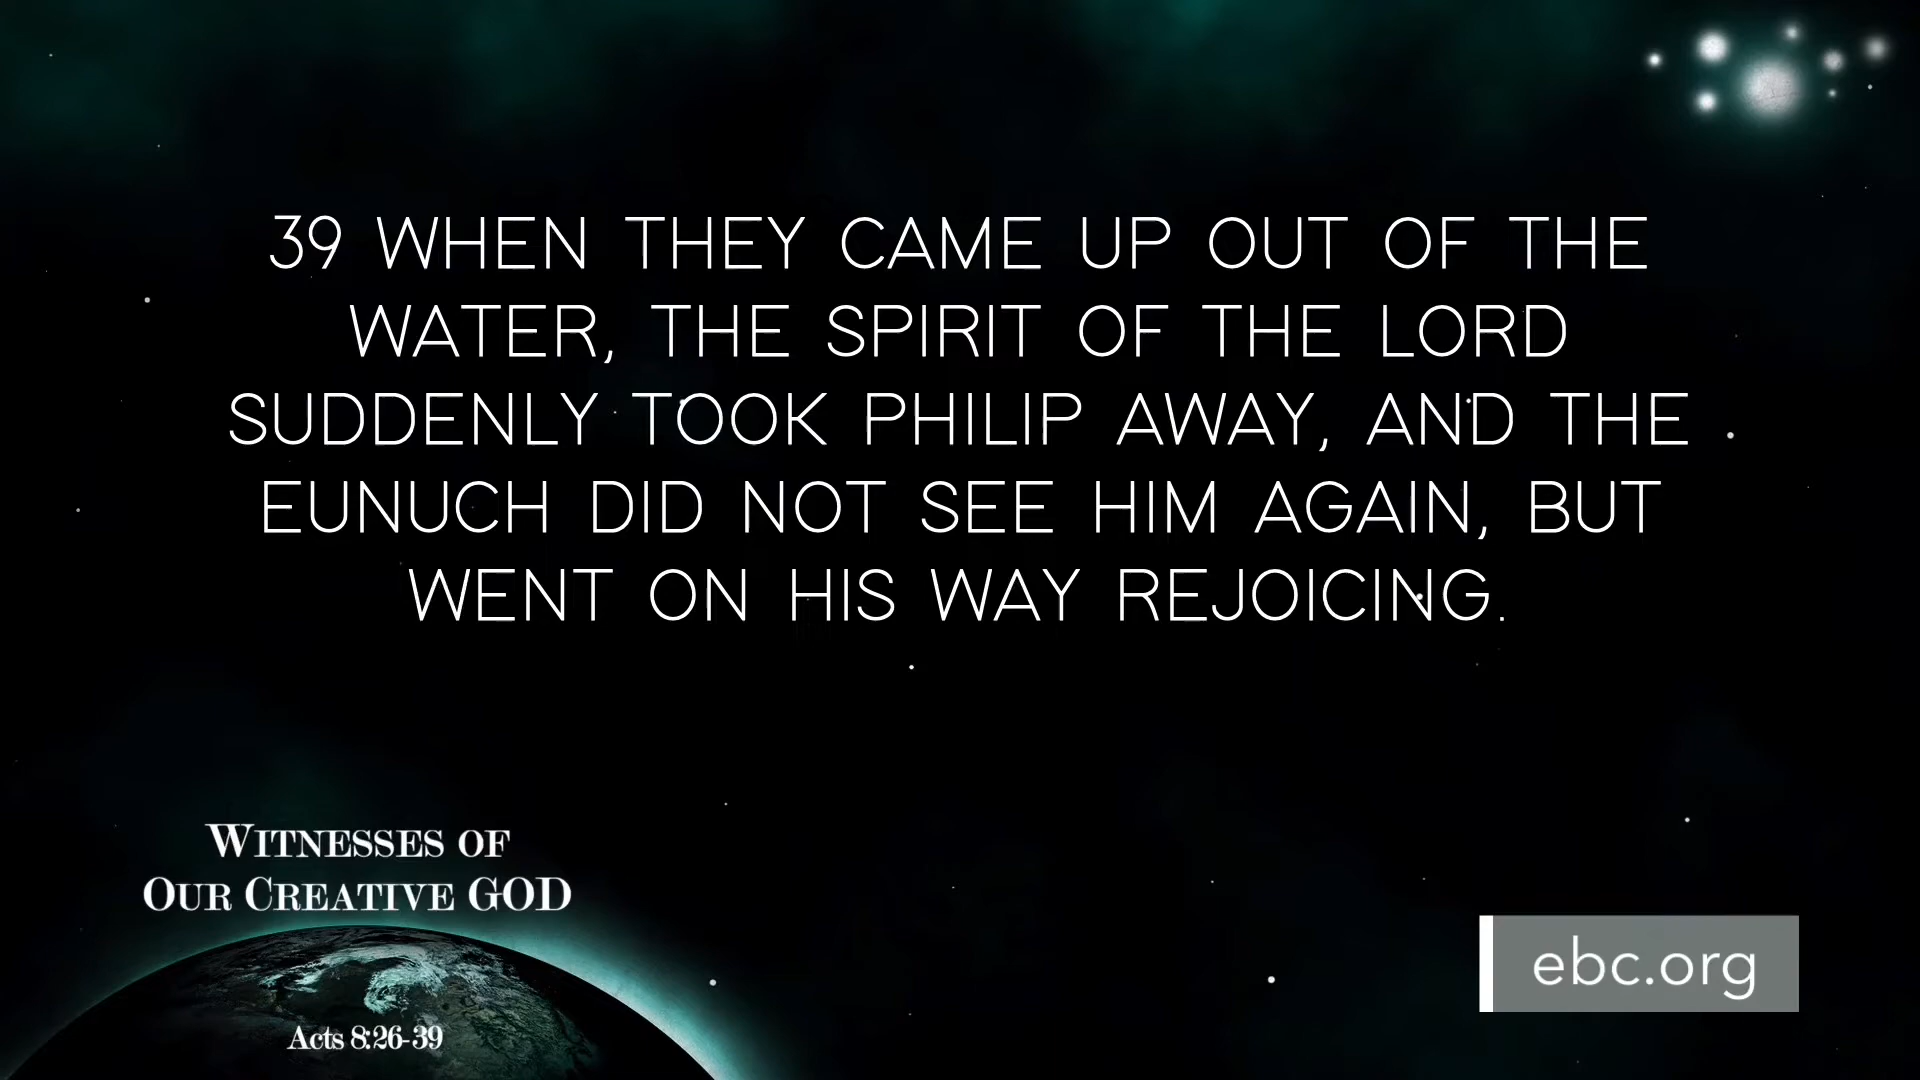 39 WHEN THEY CAME UP OUT OF THE
WATER, THE SPIRIT OF THE LORD
SUDDENLY TOOK PHILIP AWAY, AND THE
EUNUCH DID NOT SEE HIM AGAIN, BUT
WENT ON HIS WAY REJOICING.
WITNESSES OF
OUR CREATIVE GOD
Acts 8:26-39
ebc.org